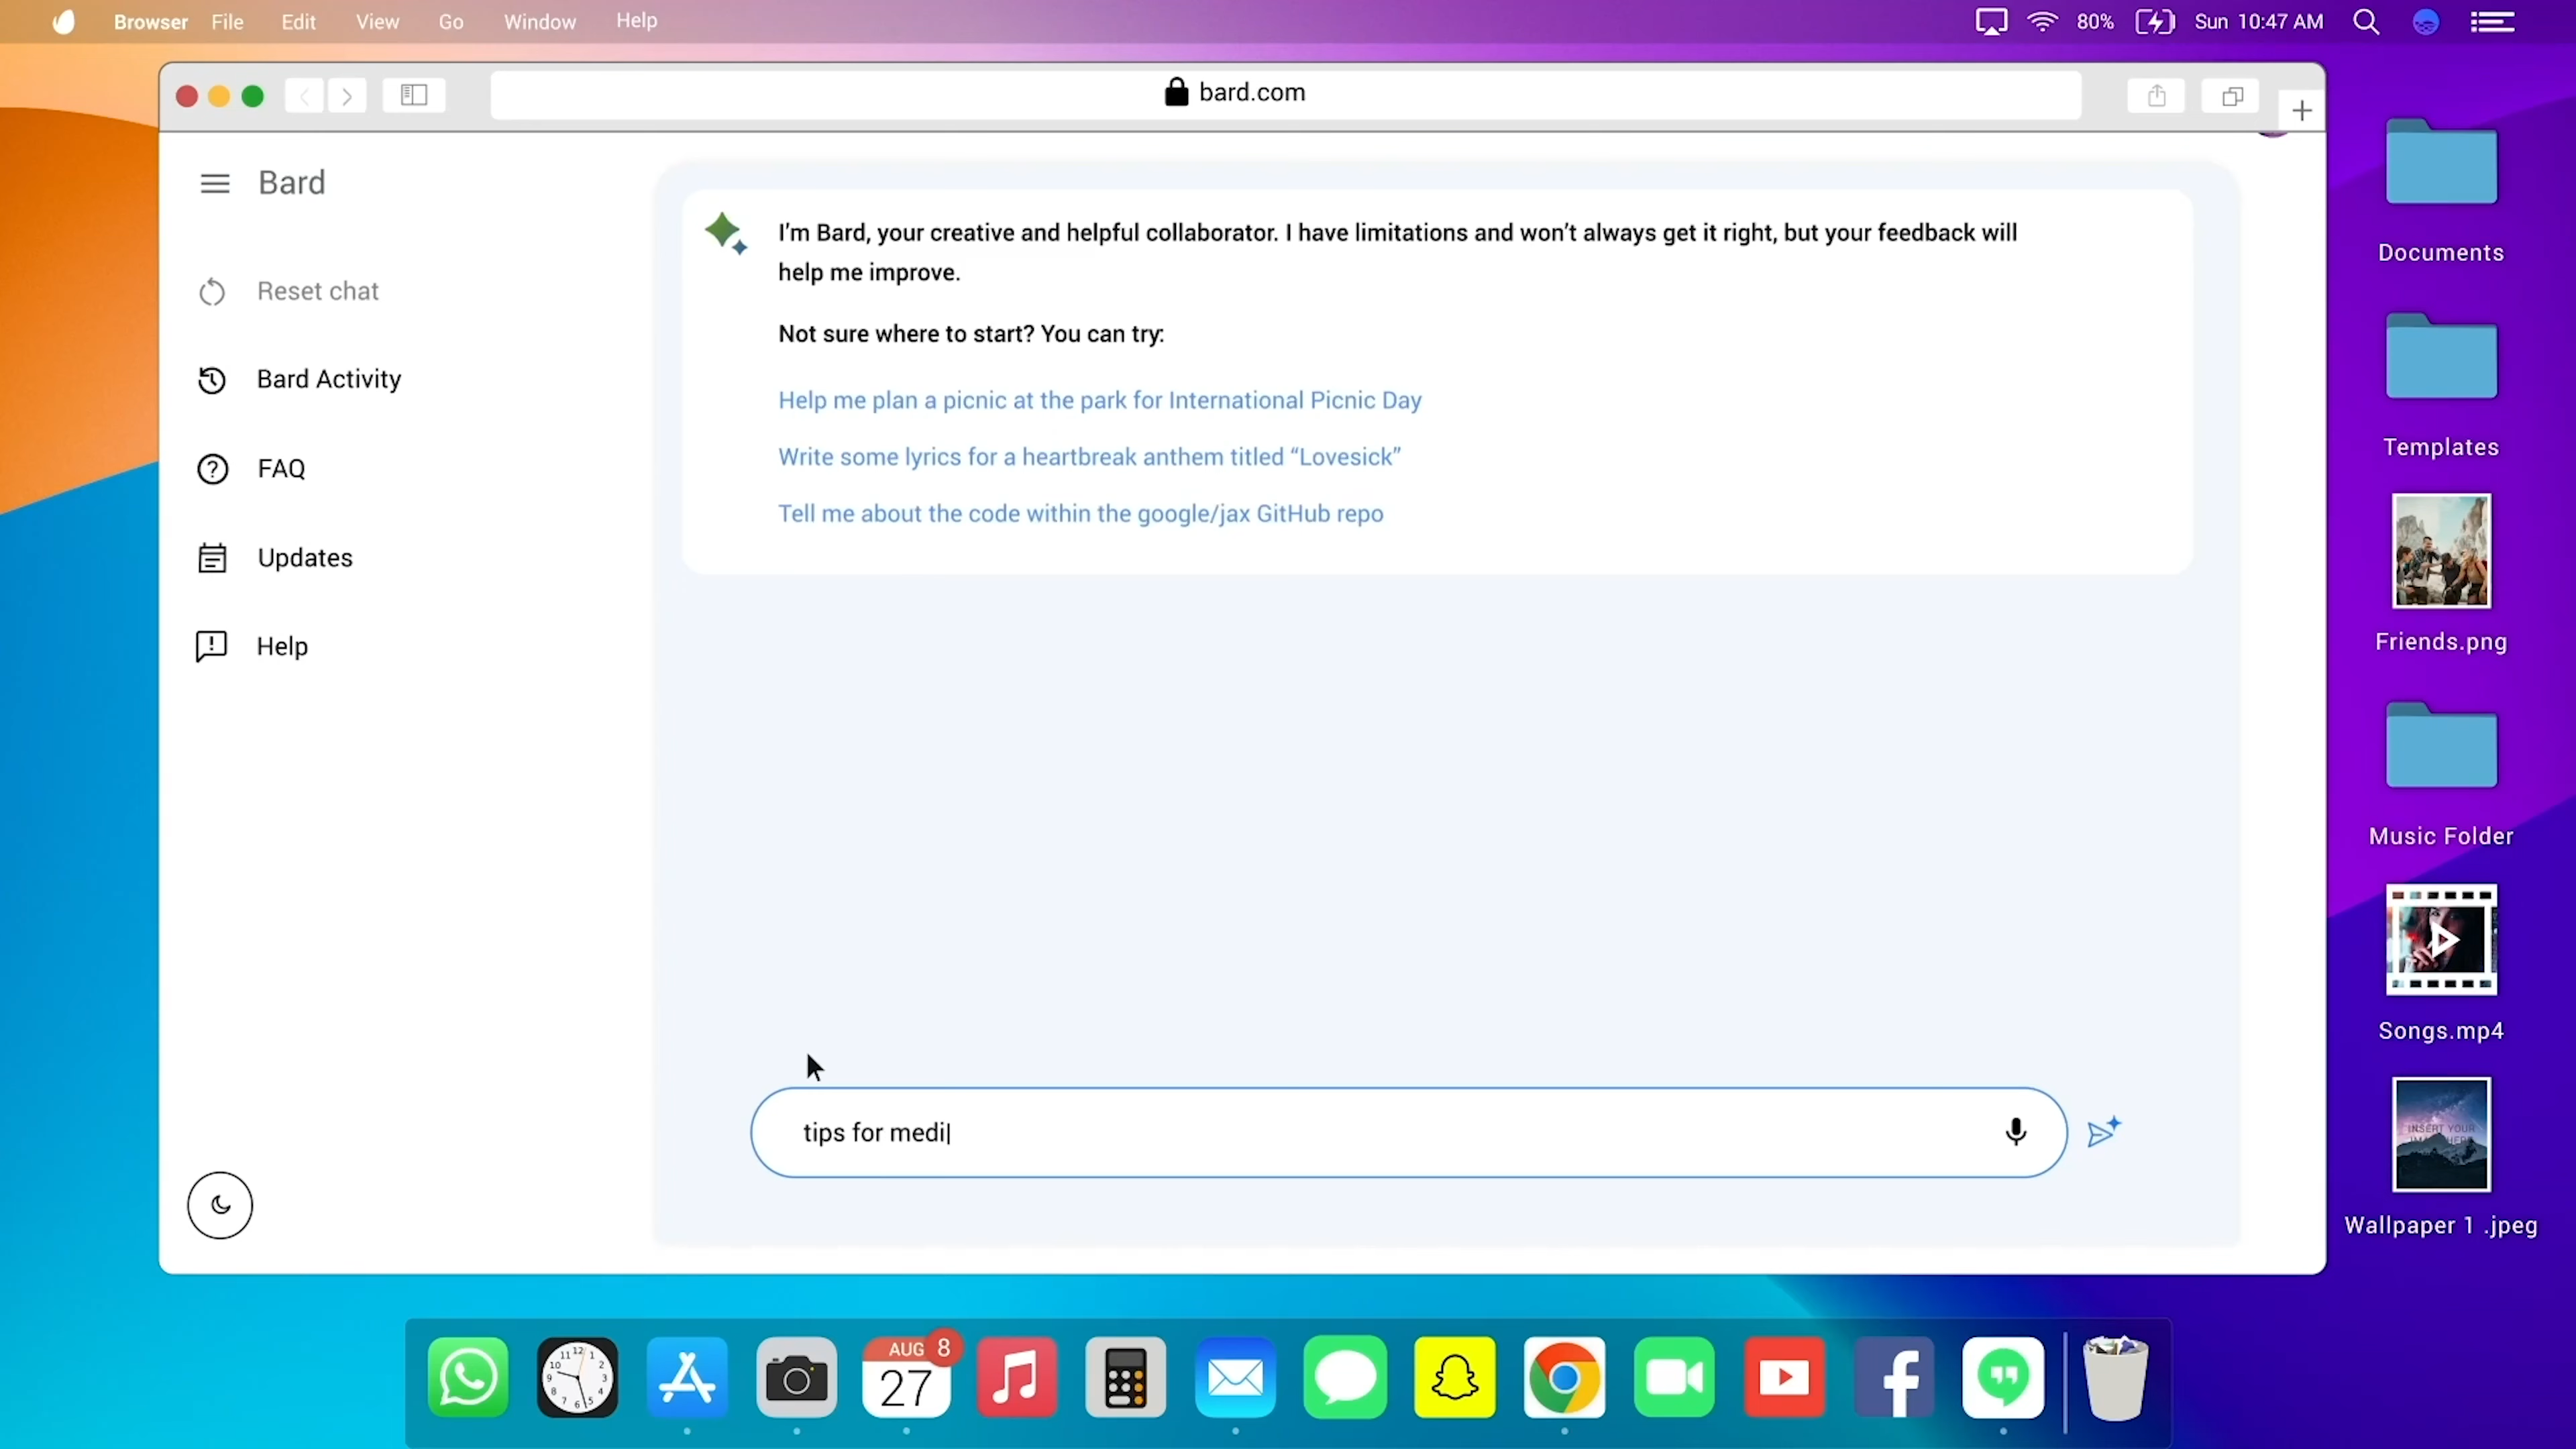 Browser File Edit View Go Window Help
80% Sun 10:47 AM
bard.com
Bard
Reset chat
Bard Activity
FAQ
Updates
Help
I'm Bard, your creative and helpful collaborator. I have limitations and won't always get it right, but your feedback will
help me improve.
Not sure where to start? You can try:
Help me plan a picnic at the park for International Picnic Day
Write some lyrics for a heartbreak anthem titled “Lovesick”
Tell me about the code within the google/jax GitHub repo
tips for medi
Documents
Templates
Friends.png
Music Folder
Songs.mp4
INSERT YOUR
Wallpaper 1 .jpeg
AUG 8
27